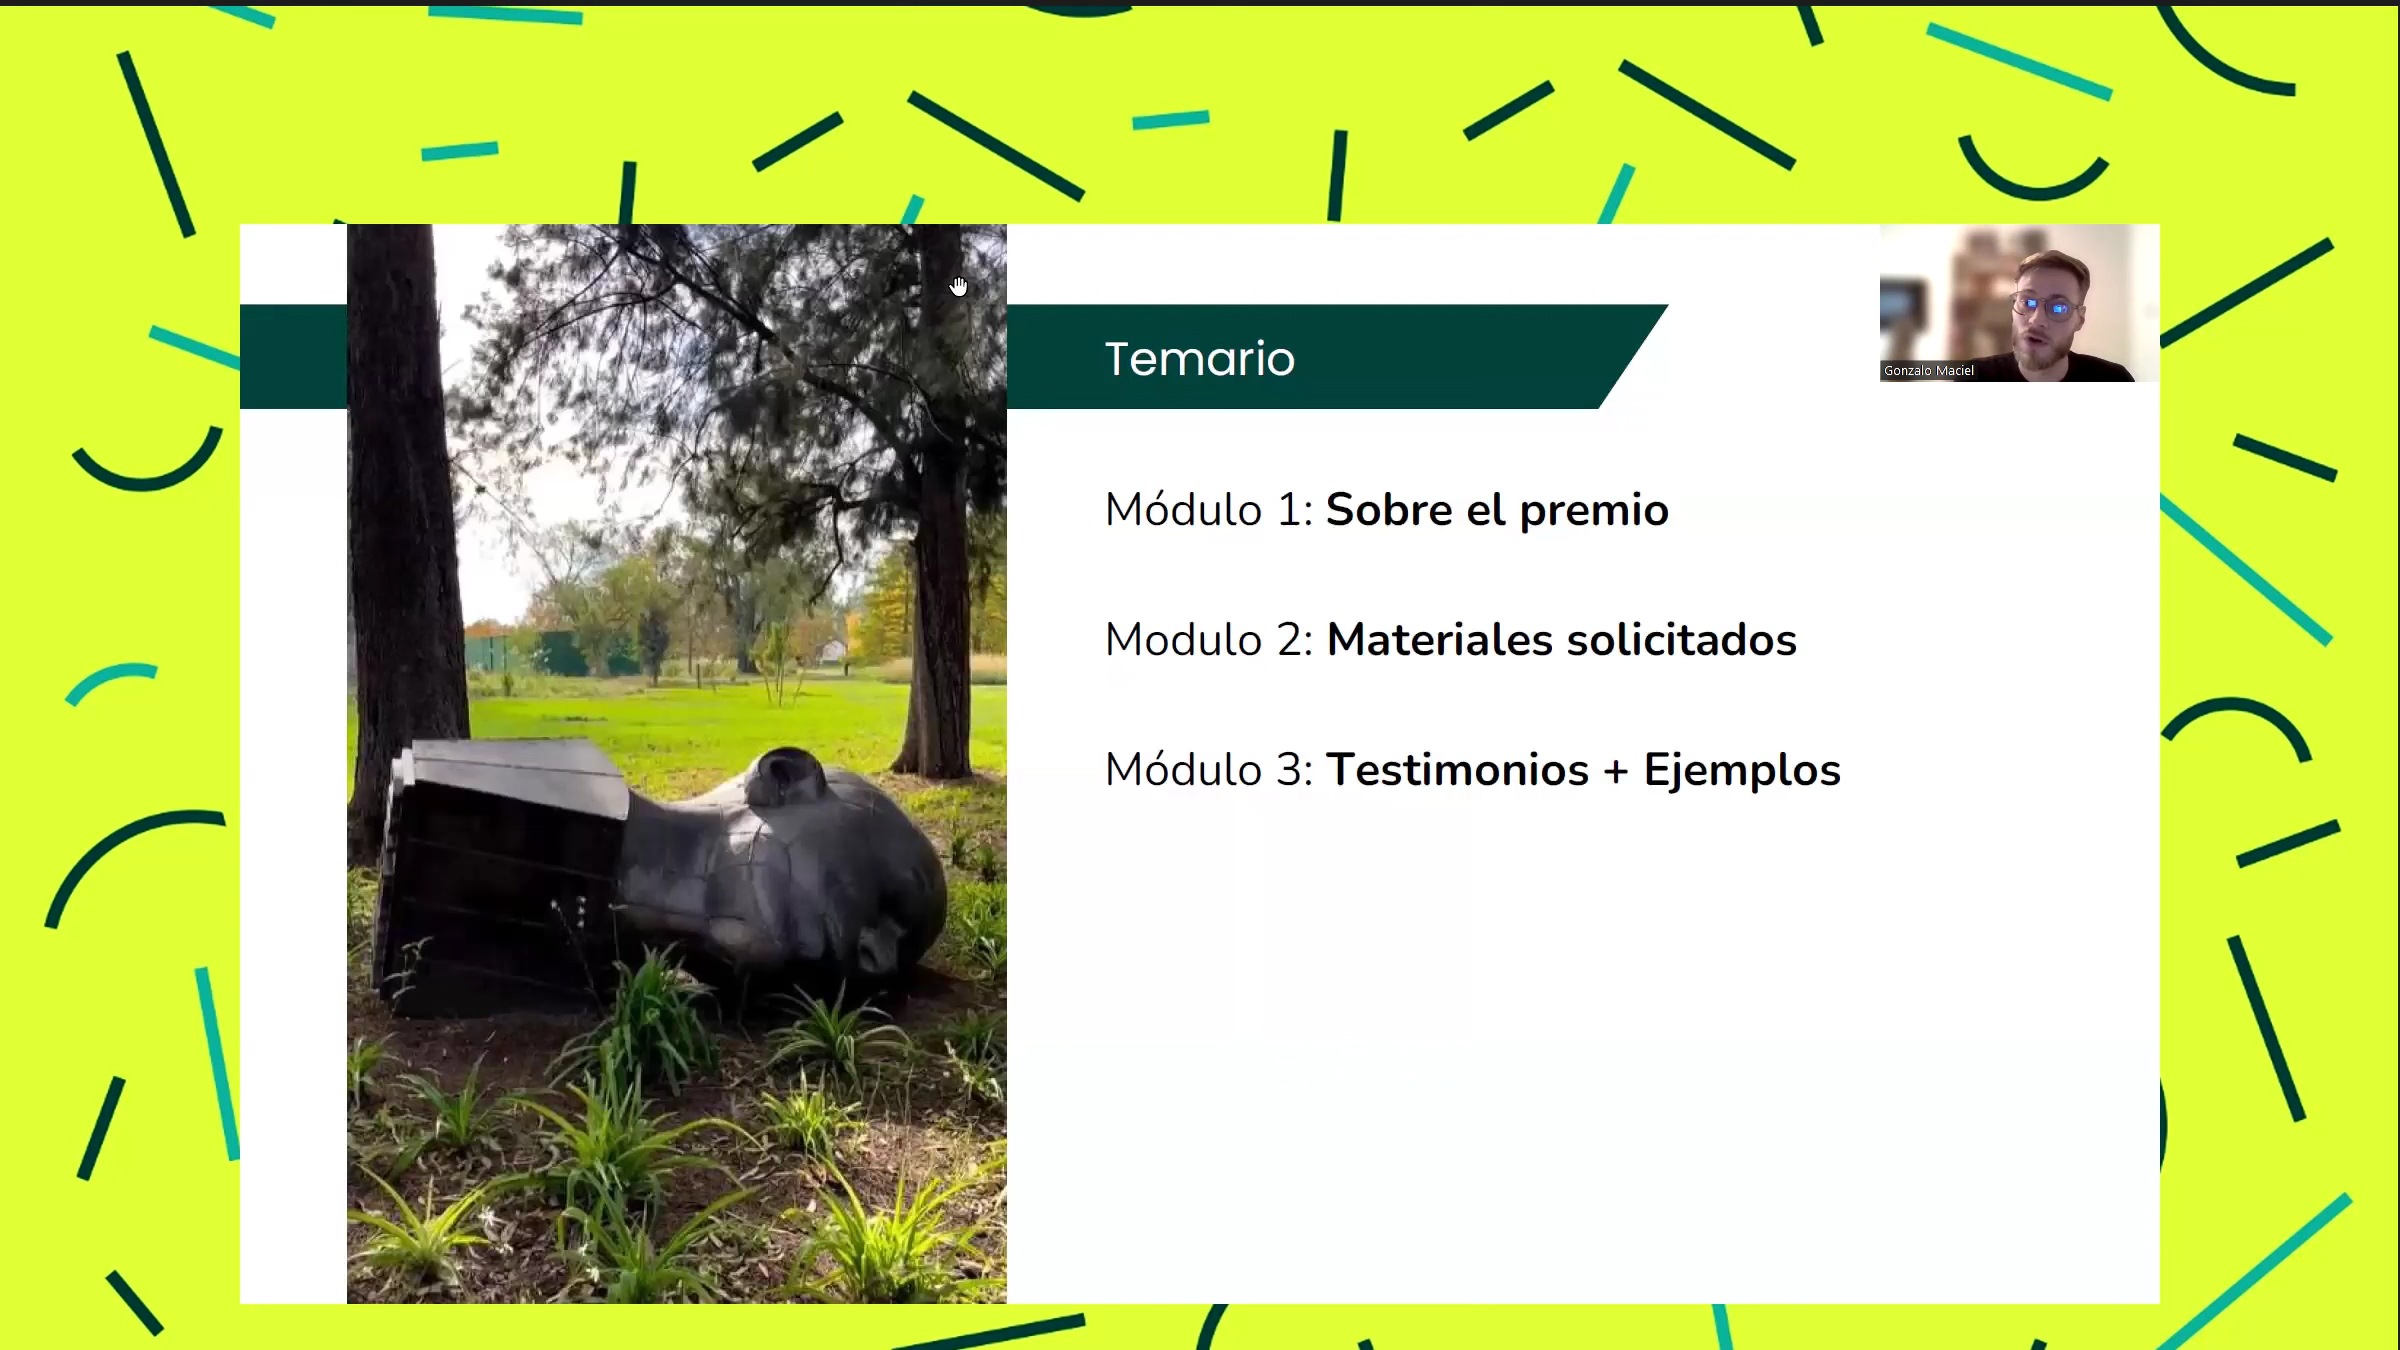 Temario
Gonzalo Maciel
Módulo 1: Sobre el premio
Modulo 2: Materiales solicitados
Módulo 3: Testimonios + Ejemplos